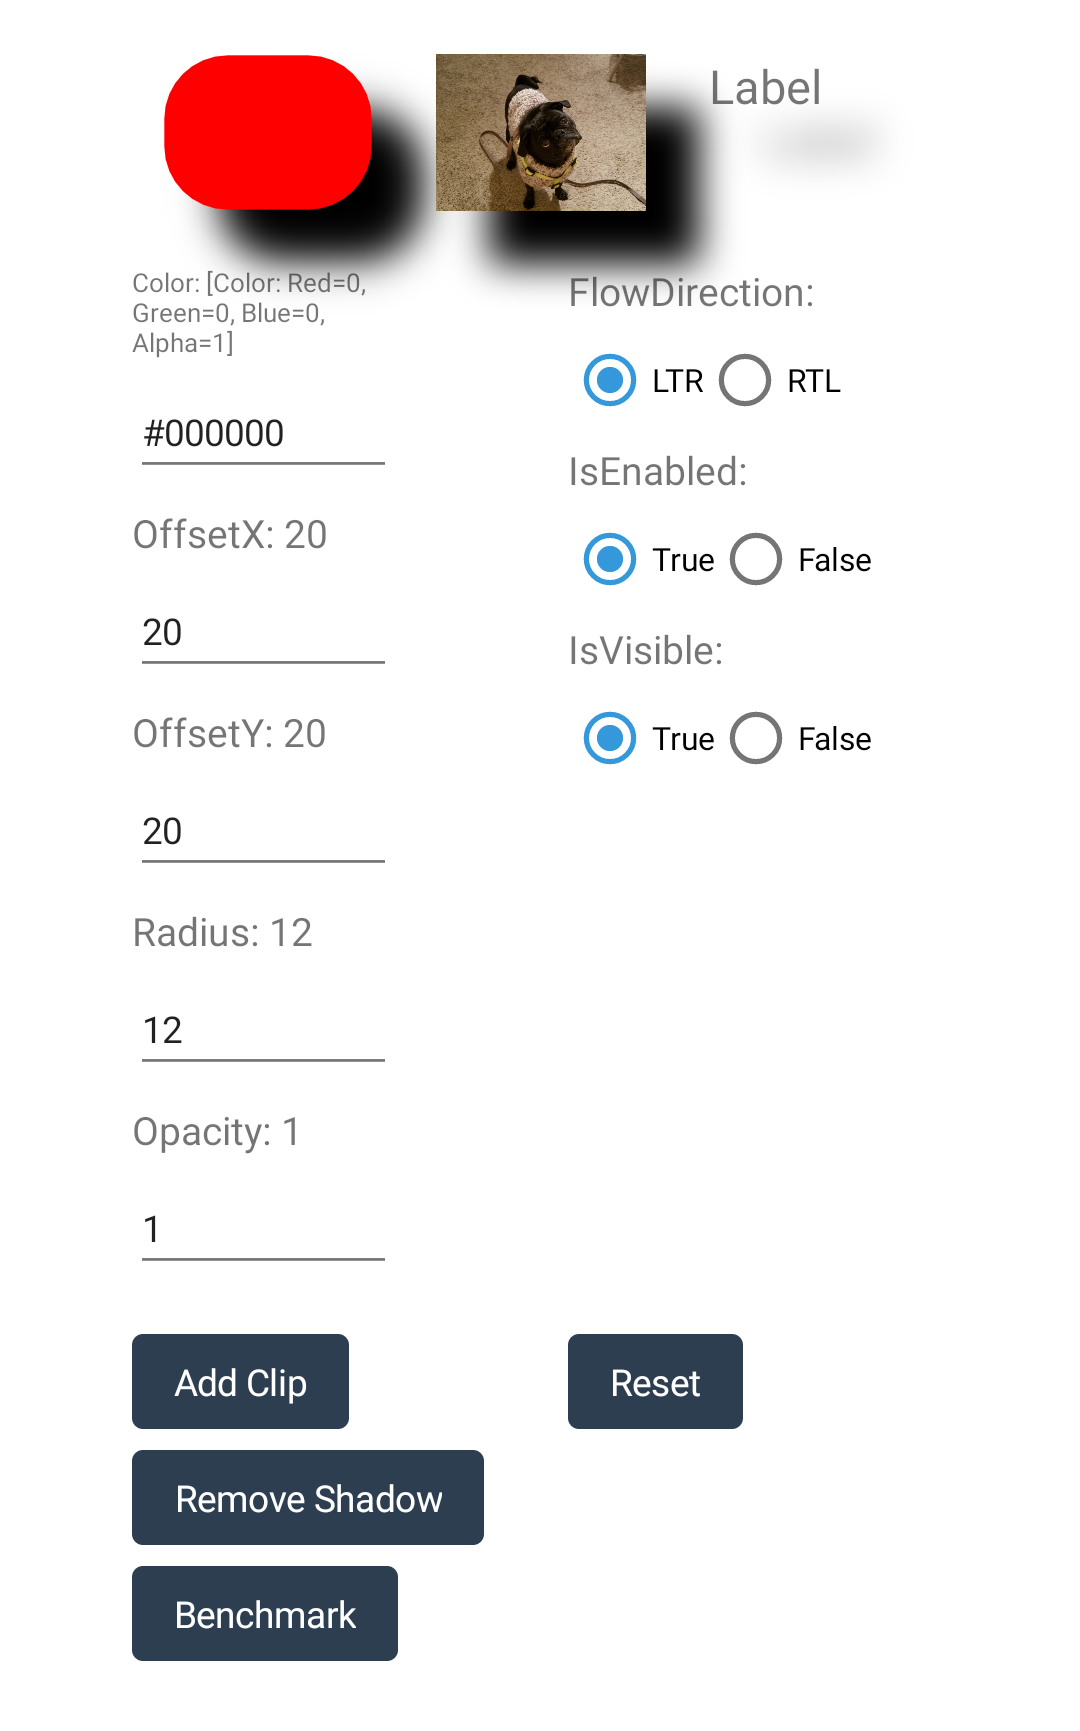 Label
Color: [Color: Red=0,
Green=0, Blue=0,
Alpha=1]
#000000
OffsetX: 20
20
OffsetY: 20
20
Radius: 12
12
Opacity: 1
1
FlowDirection:
LTR RTL
IsEnabled:
True False
IsVisible:
True False
Add Clip
Reset
Remove Shadow
Benchmark